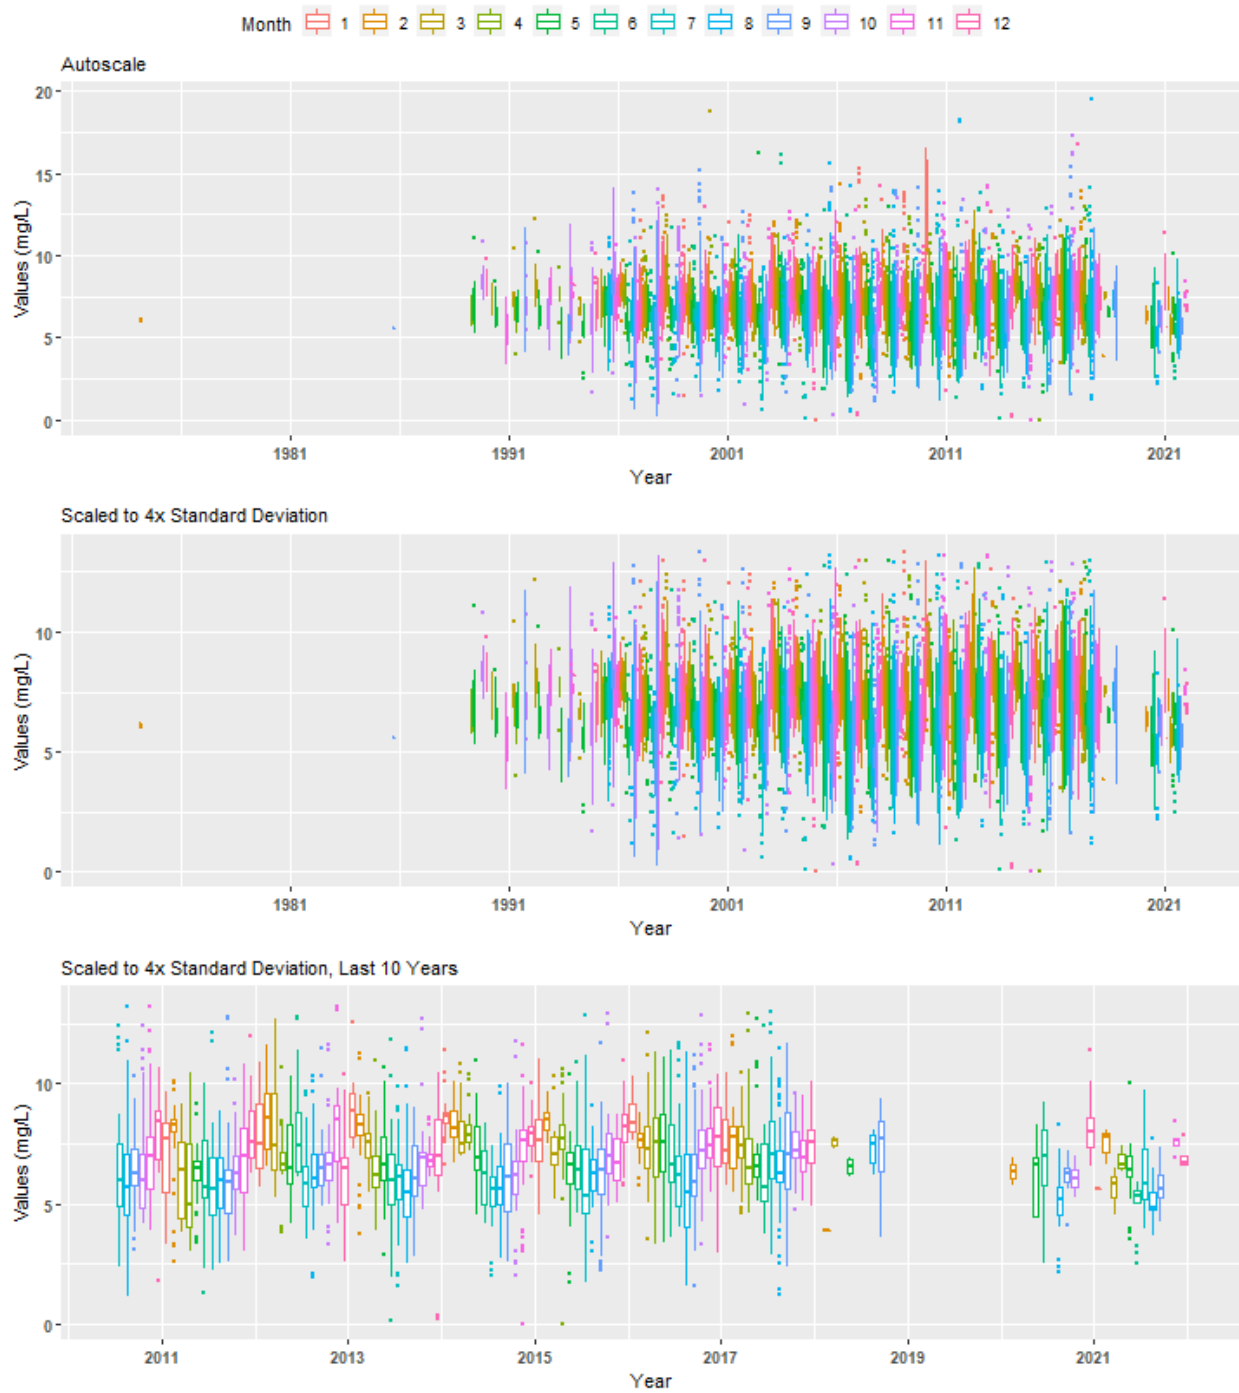 Month 1 2 3 4 5 6 7 8 9 10 11 12
Autoscale
20
15
10
5
0
Values (mg/L)
1981 1991 2001 2011 2021
Year
Scaled to 4x Standard Deviation
10
5
0
Values (mg/L)
1981 1991 2001 2011 2021
Year
Scaled to 4x Standard Deviation, Last 10 Years
10
5
0
Values (mg/L)
2011 2013 2015 2017 2019 2021
Year